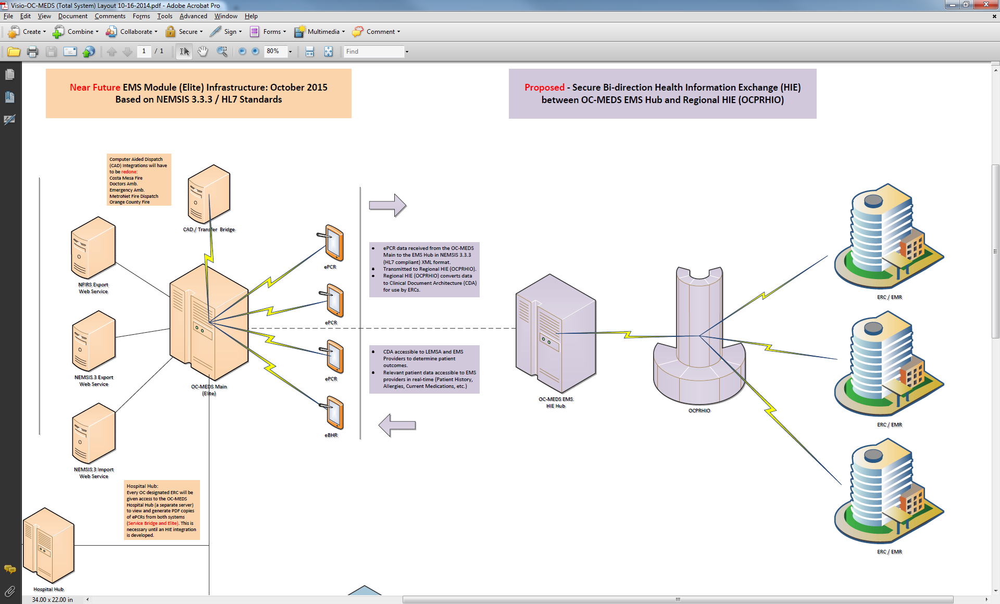 Visio-OC-MEDS (Total System) Layout 10-16-2014.pdf - Adobe Acrobat Pro
File Edit View Document Comments Forms Tools Advanced Window Help
Create Combine Collaborate Secure Sign Forms Multimedia Comment
1 / 1 80% Find
Near Future EMS Module (Elite) Infrastructure: October 2015
Based on NEMSIS 3.3.3 / HL7 Standards
Proposed - Secure Bi-direction Health Information Exchange (HIE)
between OC-MEDS EMS Hub and Regional HIE (OCPRHIO)
Computer Aided Dispatch
(CAD) Integrations will have
to be redone:
Costa Mesa Fire
Doctors Amb.
Emergency Amb.
MetroNet Fire Dispatch
Orange County Fire
CAD / Transfer Bridge
NFIRS Export
Web Service
NEMSIS 3 Export
Web Service
NEMSIS 3 Import
Web Service
OC-MEDS Main
(Elite)
ePCR
ePCR
ePCR
eBHR
• ePCR data received from the OC-MEDS
Main to the EMS Hub in NEMSIS 3.3.3
(HL7 compliant) XML format.
• Transmitted to Regional HIE (OCPRHIO).
• Regional HIE (OCPRHIO) converts data
to Clinical Document Architecture (CDA)
for use by ERCs.
• CDA accessible to LEMSA and EMS
Providers to determine patient
outcomes.
• Relevant patient data accessible to EMS
providers in real-time (Patient History,
Allergies, Current Medications, etc.)
OC-MEDS EMS
HIE Hub
OCPRHIO
ERC / EMR
ERC / EMR
ERC / EMR
Hospital Hub:
Every OC designated ERC will be
given access to the OC-MEDS
Hospital Hub (a separate server)
to view and generate PDF copies
of ePCRs from both systems
(Service Bridge and Elite). This is
necessary until an HIE integration
is developed.
Hospital Hub
34.00 x 22.00 in